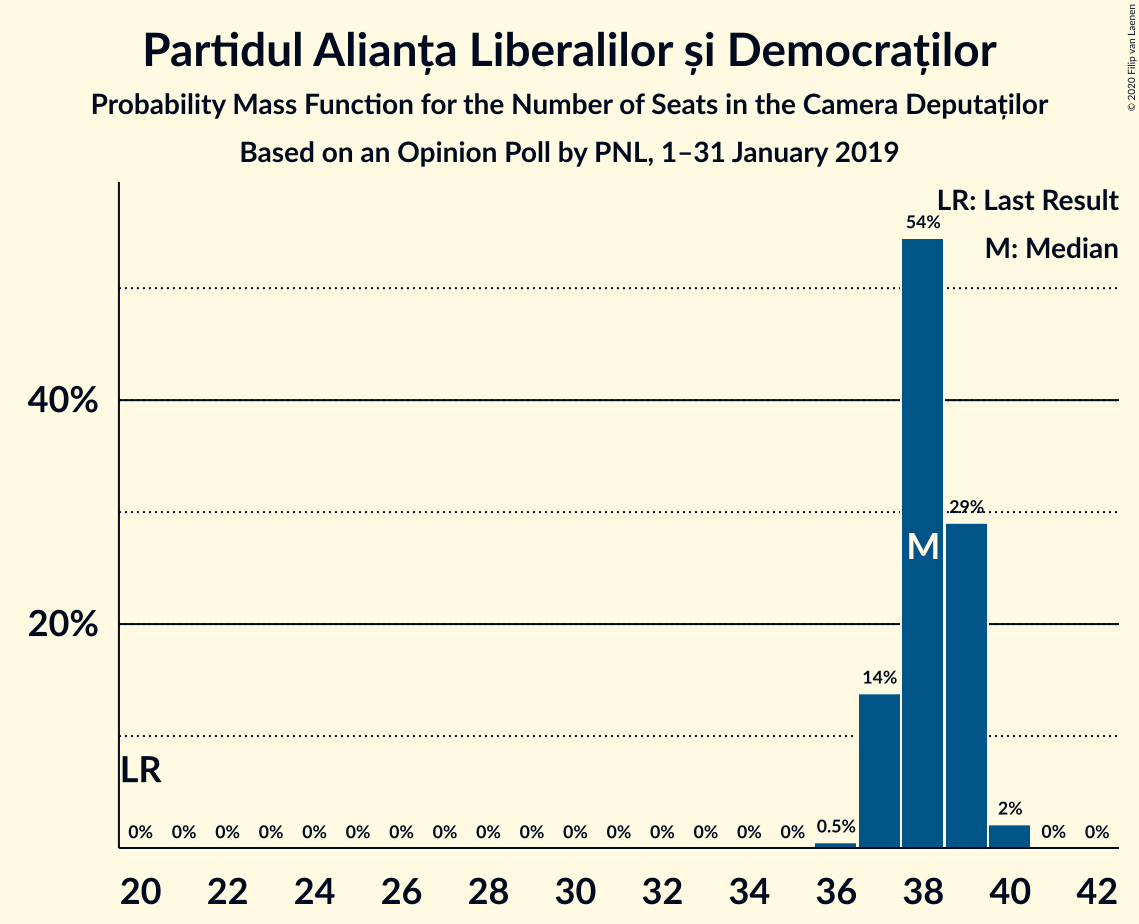 Partidul Alianța Liberalilor și Democraților
Probability Mass Function for the Number of Seats in the Camera Deputaților
Based on an Opinion Poll by PNL, 1–31 January 2019
© 2020 Filip van Laenen
LR: Last Result
M: Median
54%
40%
29%
M
20%
14%
LR
0% 0% 0% 0% 0% 0% 0% 0% 0% 0% 0% 0% 0% 0% 0% 0% 0.5% 2% 0% 0%
20 22 24 26 28 30 32 34 36 38 40 42